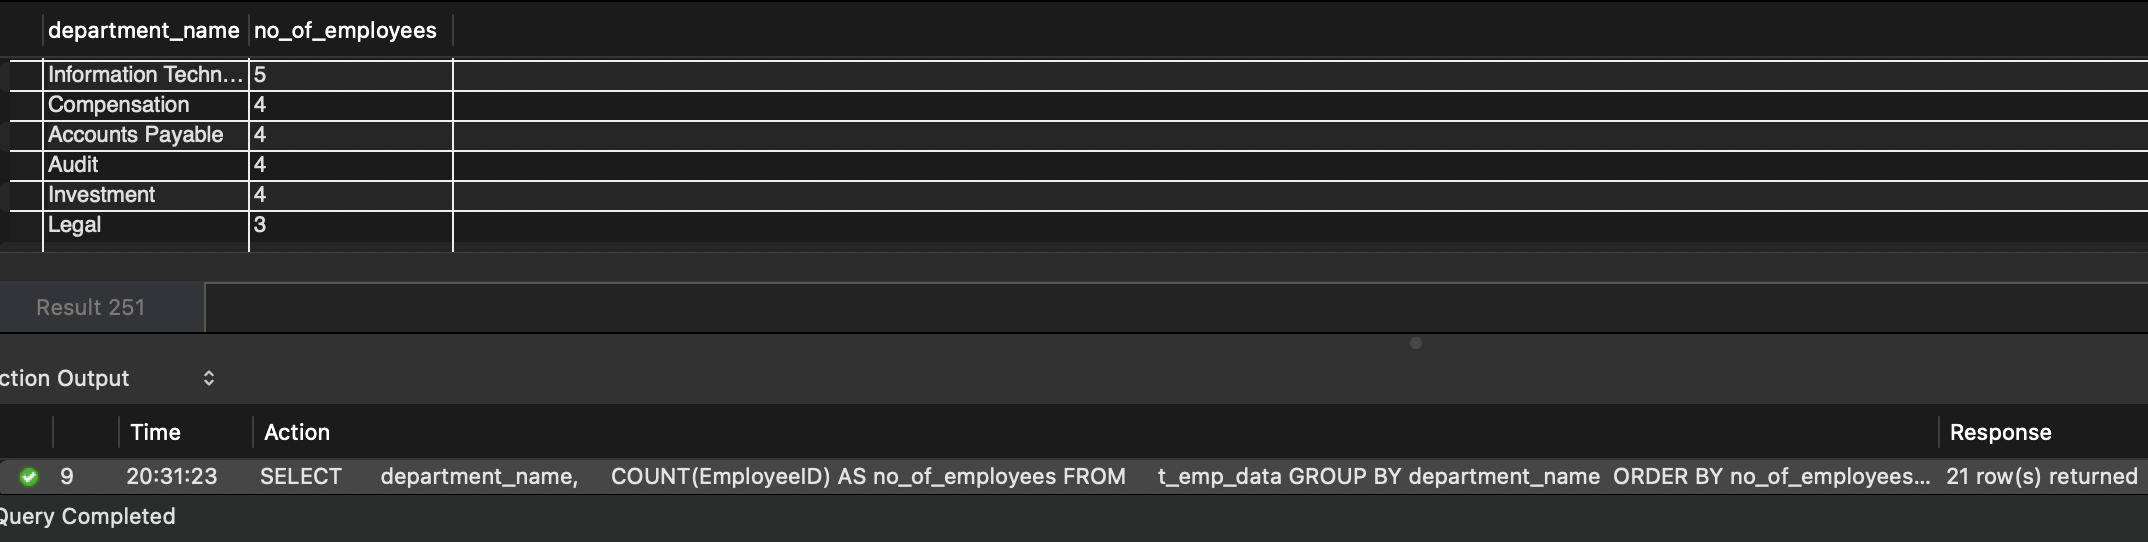 department_name no_of_employees
Information Techn... 5
Compensation 4
Accounts Payable 4
Audit 4
Investment 4
Legal 3
Result 251
ction Output
Time Action Response
9 20:31:23 SELECT department_name, COUNT(EmployeeID) AS no_of_employees FROM t_emp_data GROUP BY department_name ORDER BY no_of_employees... 21 row(s) returned
Query Completed